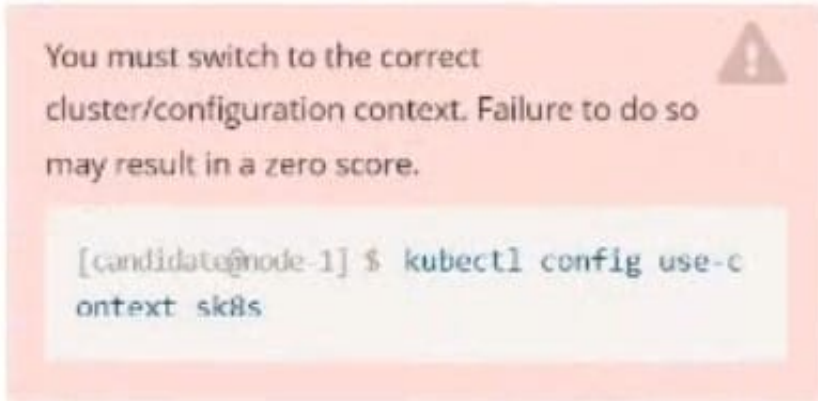 You must switch to the correct
cluster/configuration context. Failure to do so
may result in a zero score.
[candidate@node-1] $ kubectl config use-c
ontext sk8s